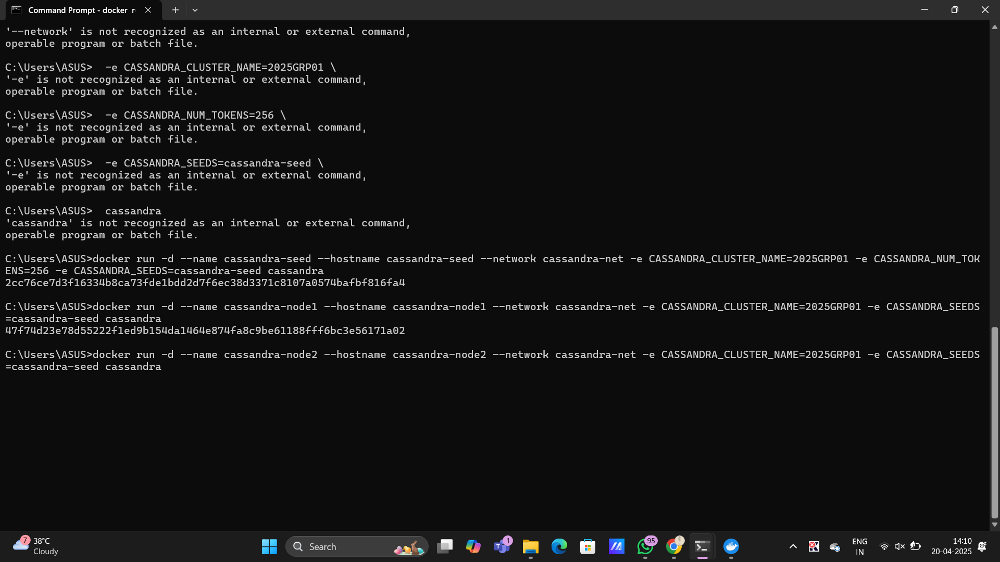 Command Prompt - docker r
'--network' is not recognized as an internal or external command,
operable program or batch file.
C:\Users\ASUS>  -e CASSANDRA_CLUSTER_NAME=2025GRP01 \
'-e' is not recognized as an internal or external command,
operable program or batch file.
C:\Users\ASUS>  -e CASSANDRA_NUM_TOKENS=256 \
'-e' is not recognized as an internal or external command,
operable program or batch file.
C:\Users\ASUS>  -e CASSANDRA_SEEDS=cassandra-seed \
'-e' is not recognized as an internal or external command,
operable program or batch file.
C:\Users\ASUS>  cassandra
'cassandra' is not recognized as an internal or external command,
operable program or batch file.
C:\Users\ASUS>docker run -d --name cassandra-seed --hostname cassandra-seed --network cassandra-net -e CASSANDRA_CLUSTER_NAME=2025GRP01 -e CASSANDRA_NUM_TOK
ENS=256 -e CASSANDRA_SEEDS=cassandra-seed cassandra
2cc76ce7d3f16334b8ca73fde1bdd2d7f6ec38d3371c8107a0574bafbf816fa4
C:\Users\ASUS>docker run -d --name cassandra-node1 --hostname cassandra-node1 --network cassandra-net -e CASSANDRA_CLUSTER_NAME=2025GRP01 -e CASSANDRA_SEEDS
=cassandra-seed cassandra
47f74d23e78d55222f1ed9b154da1464e874fa8c9be61188fff6bc3e56171a02
C:\Users\ASUS>docker run -d --name cassandra-node2 --hostname cassandra-node2 --network cassandra-net -e CASSANDRA_CLUSTER_NAME=2025GRP01 -e CASSANDRA_SEEDS
=cassandra-seed cassandra
7
38°C
Cloudy
Search
1
95
ENG
IN
14:10
20-04-2025